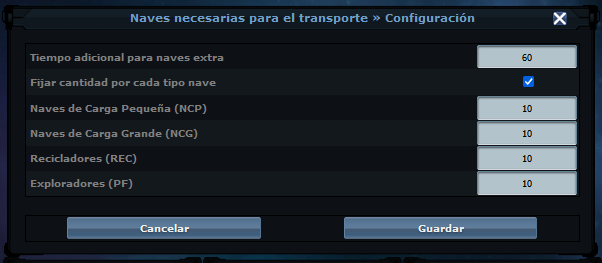 Naves necesarias para el transporte » Configuración
Tiempo adicional para naves extra 60
Fijar cantidad por cada tipo nave
Naves de Carga Pequeña (NCP) 10
Naves de Carga Grande (NCG) 10
Recicladores (REC) 10
Exploradores (PF) 10
Cancelar Guardar